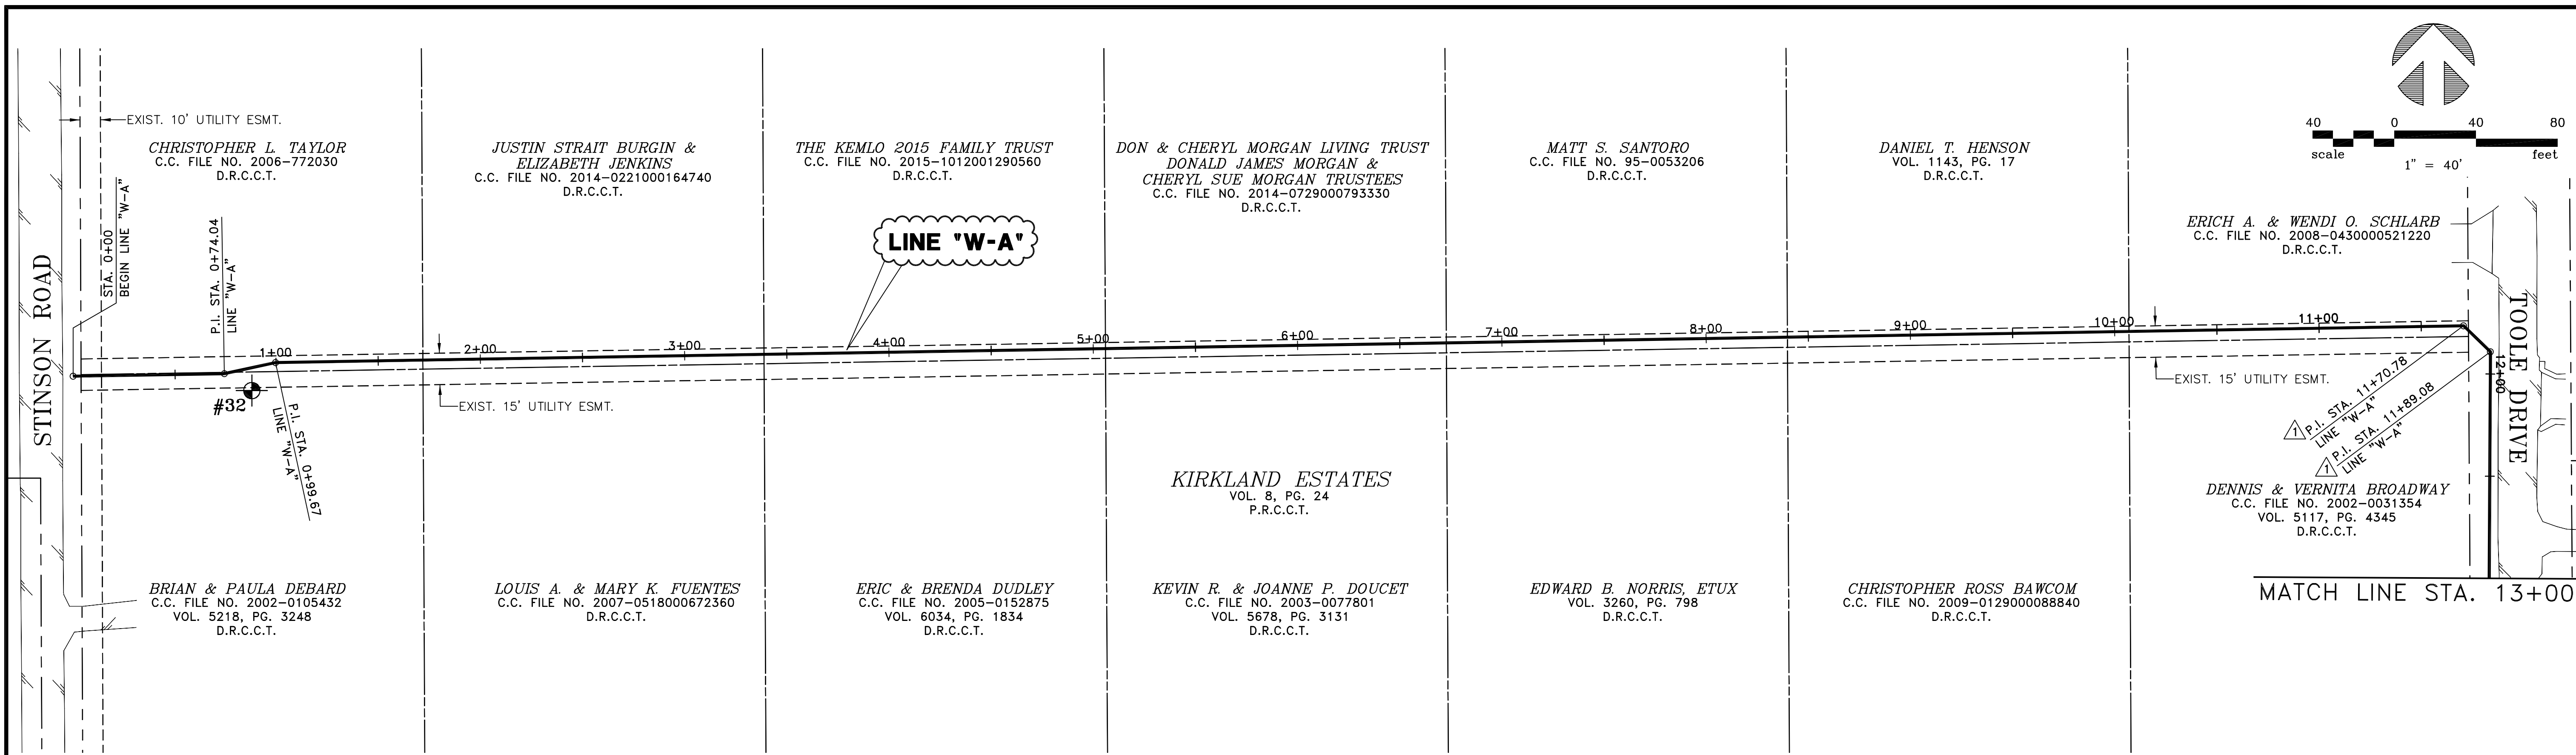 EXIST. 10' UTILITY ESMT.
CHRISTOPHER L. TAYLOR
C.C. FILE NO. 2006-772030
D.R.C.C.T.
JUSTIN STRAIT BURGIN &
ELIZABETH JENKINS
C.C. FILE NO. 2014-0221000164740
D.R.C.C.T.
THE KEMLO 2015 FAMILY TRUST
C.C. FILE NO. 2015-1012001290560
D.R.C.C.T.
DON & CHERYL MORGAN LIVING TRUST
DONALD JAMES MORGAN &
CHERYL SUE MORGAN TRUSTEES
C.C. FILE NO. 2014-0729000793330
D.R.C.C.T.
MATT S. SANTORO
C.C. FILE NO. 95-0053206
D.R.C.C.T.
DANIEL T. HENSON
VOL. 1143, PG. 17
D.R.C.C.T.
40 0 40 80
scale feet
1" = 40'
ERICH A. & WENDI O. SCHLARB
C.C. FILE NO. 2008-0430000521220
D.R.C.C.T.
STINSON ROAD
STA. 0+00
BEGIN LINE "W-A"
P.I. STA. 0+74.04
LINE "W-A"
LINE "W-A"
1+00
2+00
3+00
4+00
5+00
6+00
7+00
8+00
9+00
10+00
11+00
12+00
TOOLE DRIVE
#32
P.I. STA. 0+99.67
LINE "W-A"
EXIST. 15' UTILITY ESMT.
EXIST. 15' UTILITY ESMT.
1
P.I. STA. 11+70.78
LINE "W-A"
1
P.I. STA. 11+89.08
LINE "W-A"
KIRKLAND ESTATES
VOL. 8, PG. 24
P.R.C.C.T.
DENNIS & VERNITA BROADWAY
C.C. FILE NO. 2002-0031354
VOL. 5117, PG. 4345
D.R.C.C.T.
BRIAN & PAULA DEBARD
C.C. FILE NO. 2002-0105432
VOL. 5218, PG. 3248
D.R.C.C.T.
LOUIS A. & MARY K. FUENTES
C.C. FILE NO. 2007-0518000672360
D.R.C.C.T.
ERIC & BRENDA DUDLEY
C.C. FILE NO. 2005-0152875
VOL. 6034, PG. 1834
D.R.C.C.T.
KEVIN R. & JOANNE P. DOUCET
C.C. FILE NO. 2003-0077801
VOL. 5678, PG. 3131
D.R.C.C.T.
EDWARD B. NORRIS, ETUX
VOL. 3260, PG. 798
D.R.C.C.T.
CHRISTOPHER ROSS BAWCOM
C.C. FILE NO. 2009-0129000088840
D.R.C.C.T.
MATCH LINE STA. 13+00